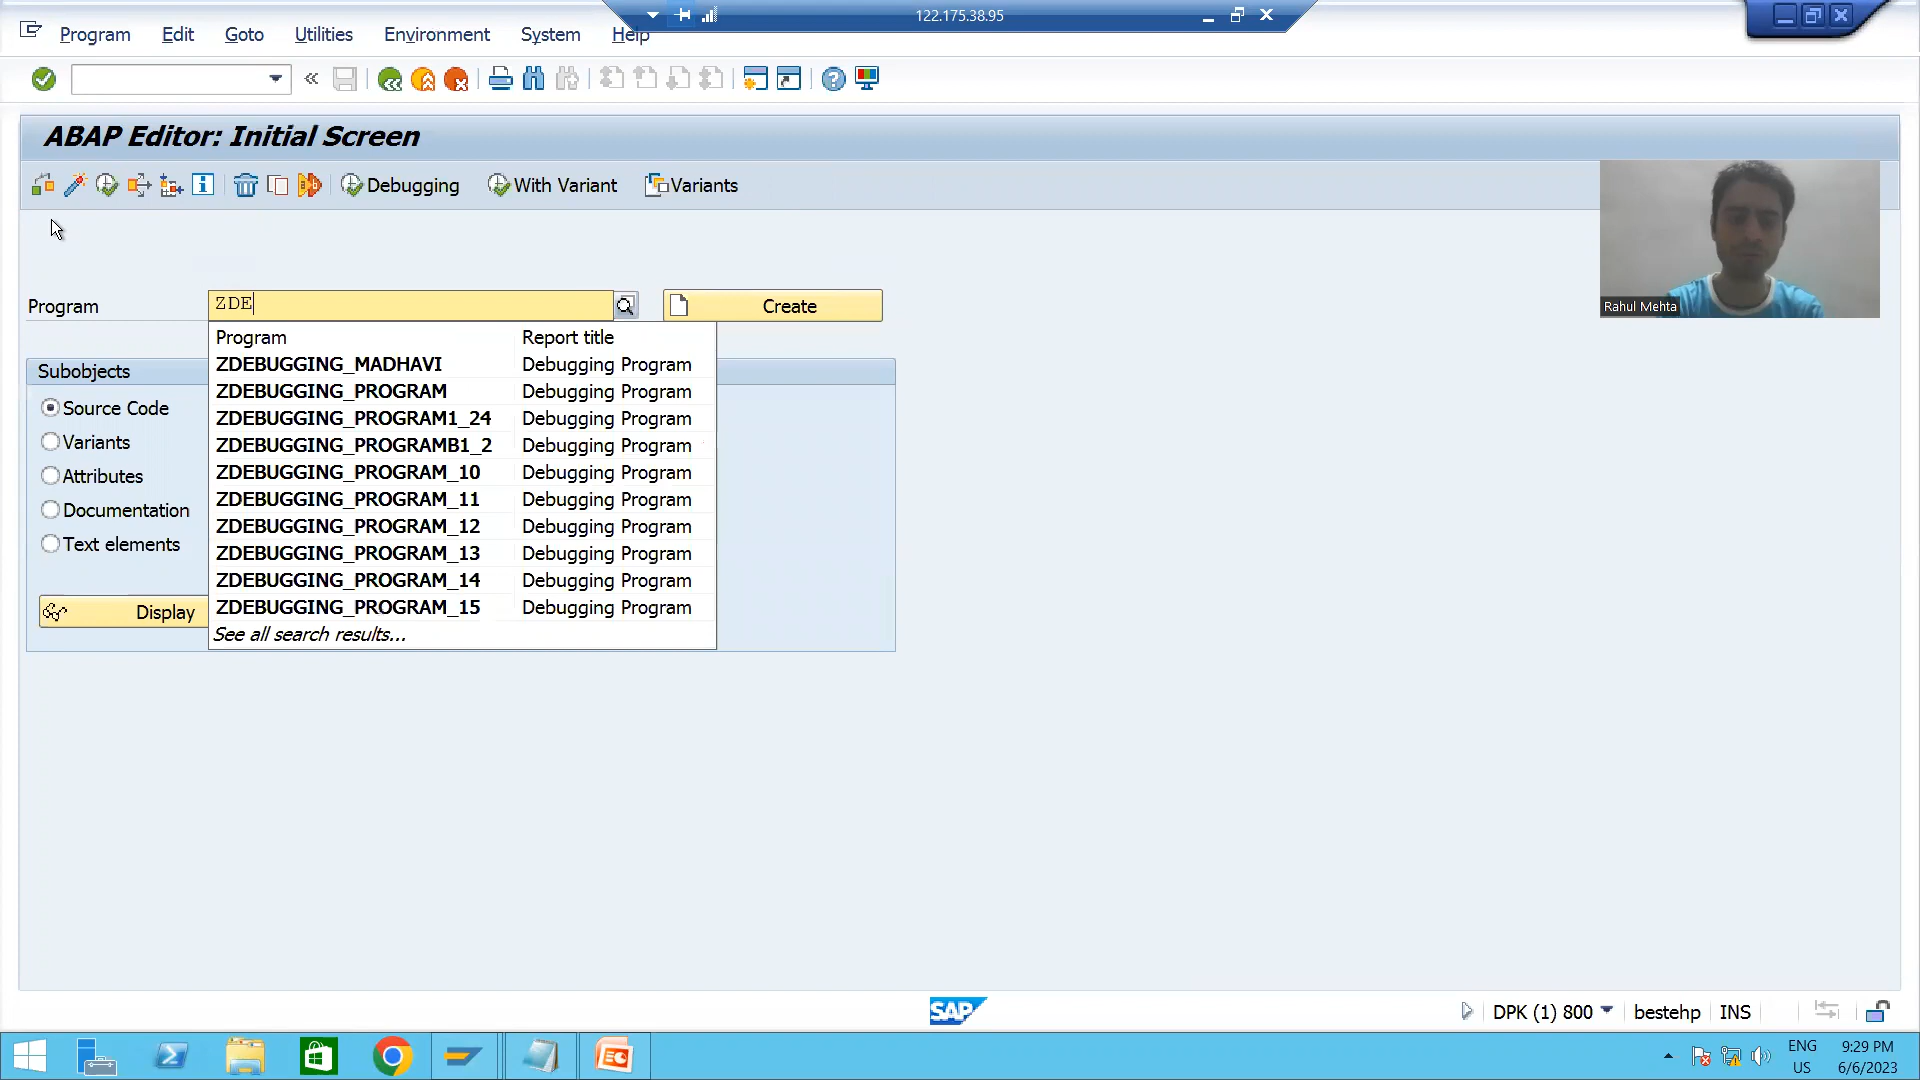 122.175.38.95
Program Edit Goto Utilities Environment System Help
ABAP Editor: Initial Screen
Debugging With Variant Variants
Rahul Mehta
Program ZDE Create
Program Report title
ZDEBUGGING_MADHAVI Debugging Program
ZDEBUGGING_PROGRAM Debugging Program
ZDEBUGGING_PROGRAM1_24 Debugging Program
ZDEBUGGING_PROGRAMB1_2 Debugging Program
ZDEBUGGING_PROGRAM_10 Debugging Program
ZDEBUGGING_PROGRAM_11 Debugging Program
ZDEBUGGING_PROGRAM_12 Debugging Program
ZDEBUGGING_PROGRAM_13 Debugging Program
ZDEBUGGING_PROGRAM_14 Debugging Program
ZDEBUGGING_PROGRAM_15 Debugging Program
See all search results...
Subobjects
Source Code
Variants
Attributes
Documentation
Text elements
Display
SAP
DPK (1) 800 bestehp INS
ENG 9:29 PM
US 6/6/2023